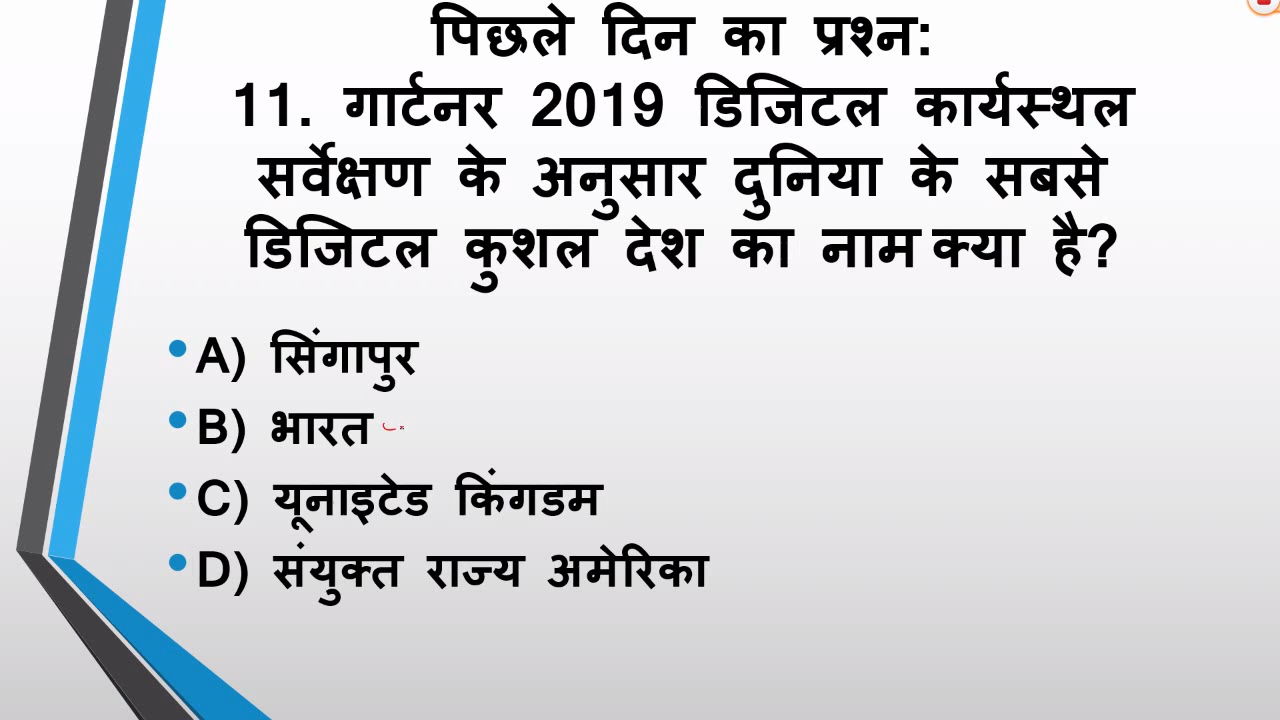 पिछले दिन का प्रश्न:
11. गार्टनर 2019 डिजिटल कार्यस्थल
सर्वेक्षण के अनुसार दुनिया के सबसे
डिजिटल कुशल देश का नाम क्या है?
A) सिंगापुर
B) भारत
C) यूनाइटेड किंगडम
D) संयुक्त राज्य अमेरिका